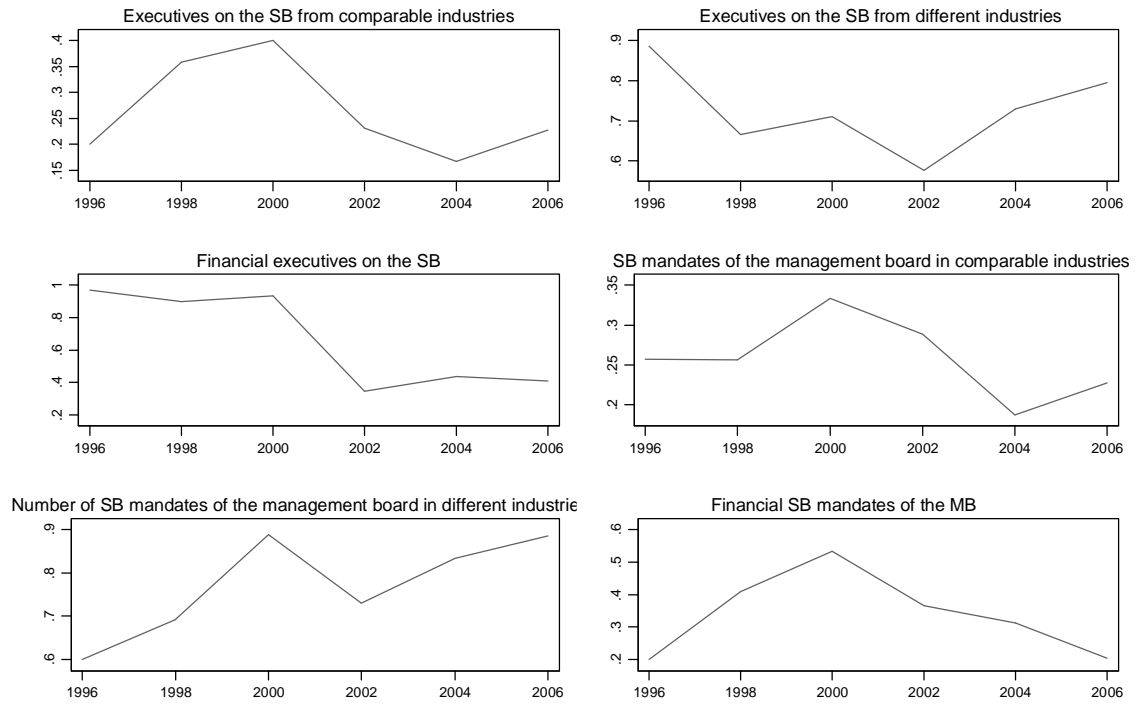 Executives on the SB from comparable industries
.4
.35
.3
.25
.2
.15
1996 1998 2000 2002 2004 2006
Executives on the SB from different industries
.9
.8
.7
.6
1996 1998 2000 2002 2004 2006
Financial executives on the SB
1
.8
.6
.4
.2
1996 1998 2000 2002 2004 2006
SB mandates of the management board in comparable industries
.35
.3
.25
.2
1996 1998 2000 2002 2004 2006
Number of SB mandates of the management board in different industrie
.9
.8
.7
.6
1996 1998 2000 2002 2004 2006
Financial SB mandates of the MB
.6
.5
.4
.3
.2
1996 1998 2000 2002 2004 2006